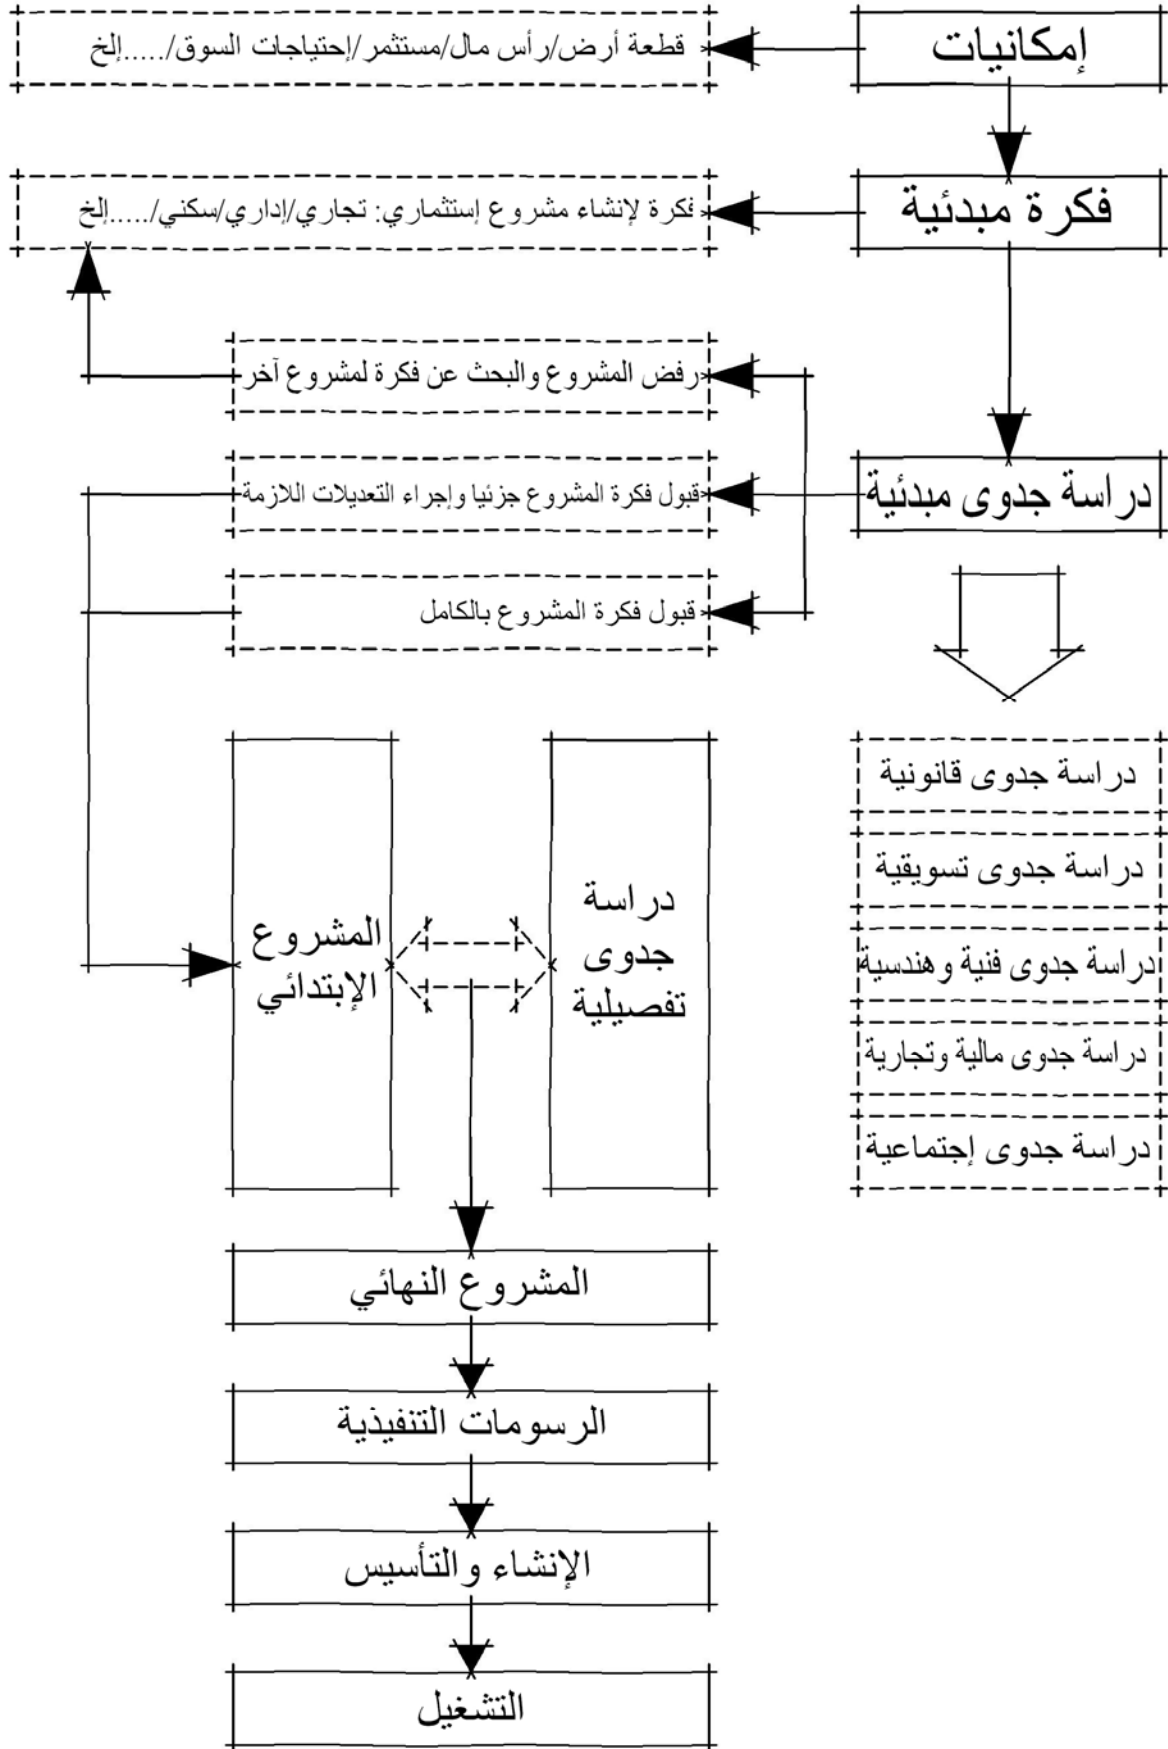 إمكانيات
قطعة أرض/رأس مال/مستثمر/إحتياجات السوق/.....إلخ
فكرة مبدئية
فكرة لإنشاء مشروع إستثماري: تجاري/إداري/سكني/.....إلخ
رفض المشروع والبحث عن فكرة لمشروع آخر
دراسة جدوى مبدئية
قبول فكرة المشروع جزئيا وإجراء التعديلات اللازمة
قبول فكرة المشروع بالكامل
دراسة جدوى قانونية
دراسة جدوى تسويقية
دراسة جدوى فنية وهندسية
دراسة جدوى مالية وتجارية
دراسة جدوى إجتماعية
دراسة
جدوى
تفصيلية
المشروع
الإبتدائي
المشروع النهائي
الرسومات التنفيذية
الإنشاء والتأسيس
التشغيل